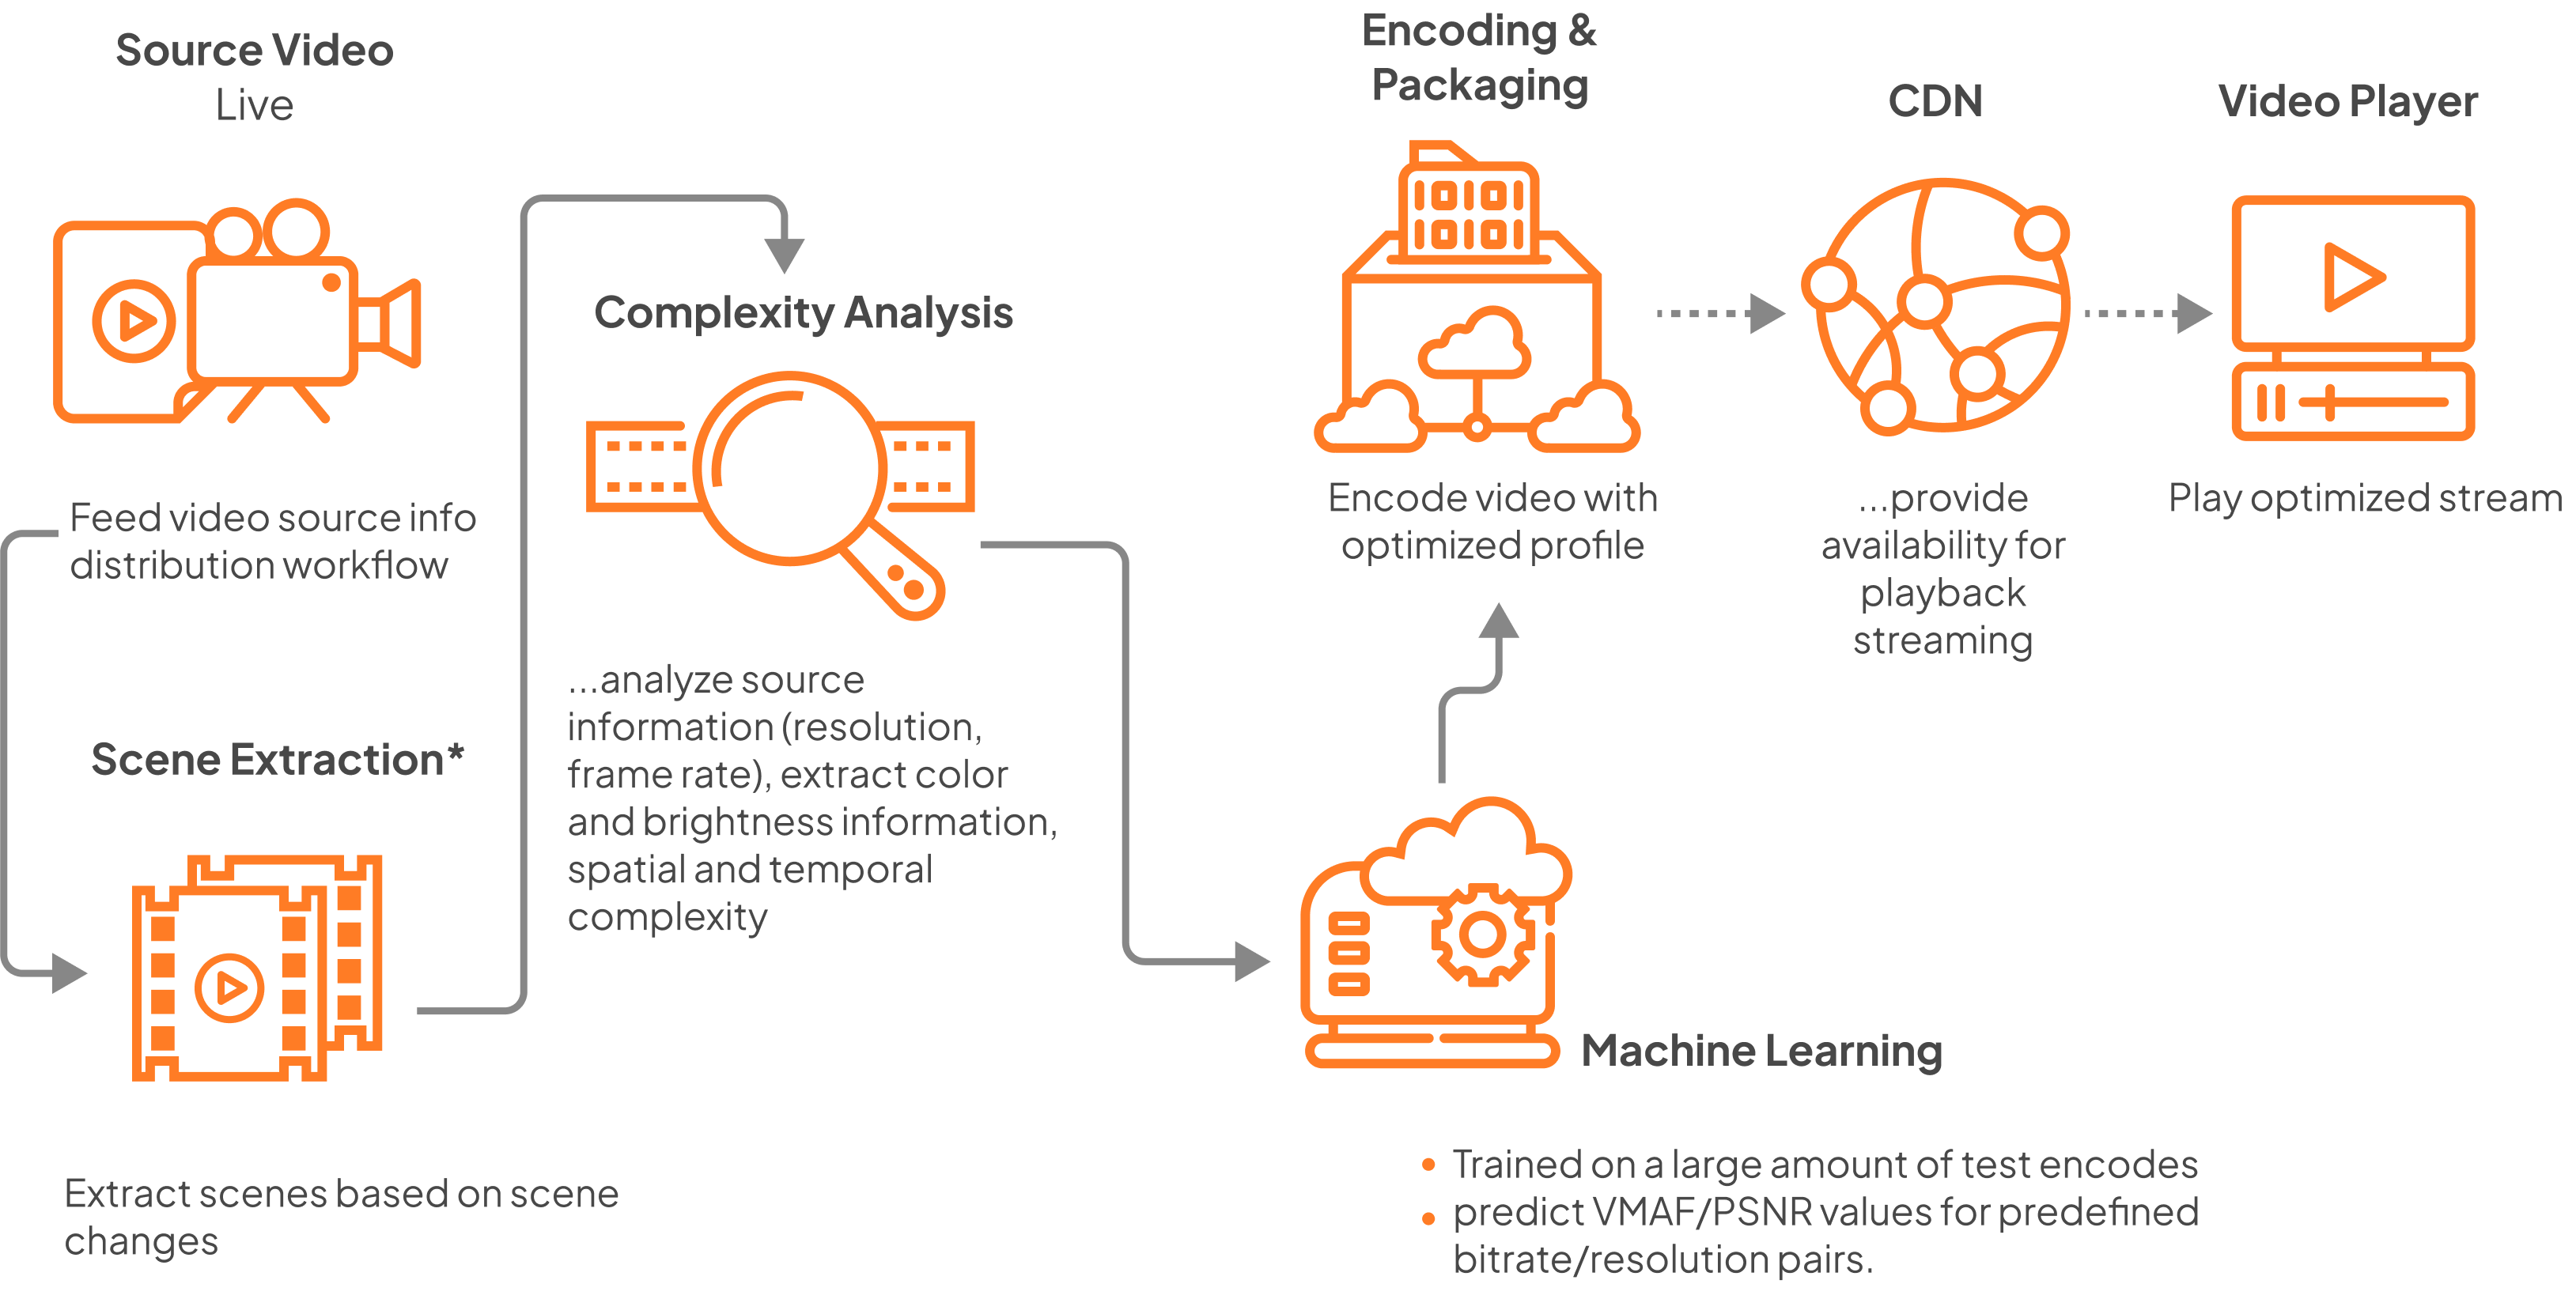 Source Video
Live
Feed video source info
distribution workflow
Scene Extraction*
Extract scenes based on scene
changes
Complexity Analysis
...analyze source
information (resolution,
frame rate), extract color
and brightness information,
spatial and temporal
complexity
Machine Learning
• Trained on a large amount of test encodes
• predict VMAF/PSNR values for predefined
bitrate/resolution pairs.
Encoding &
Packaging
Encode video with
optimized profile
CDN
...provide
availability for
playback
streaming
Video Player
Play optimized stream